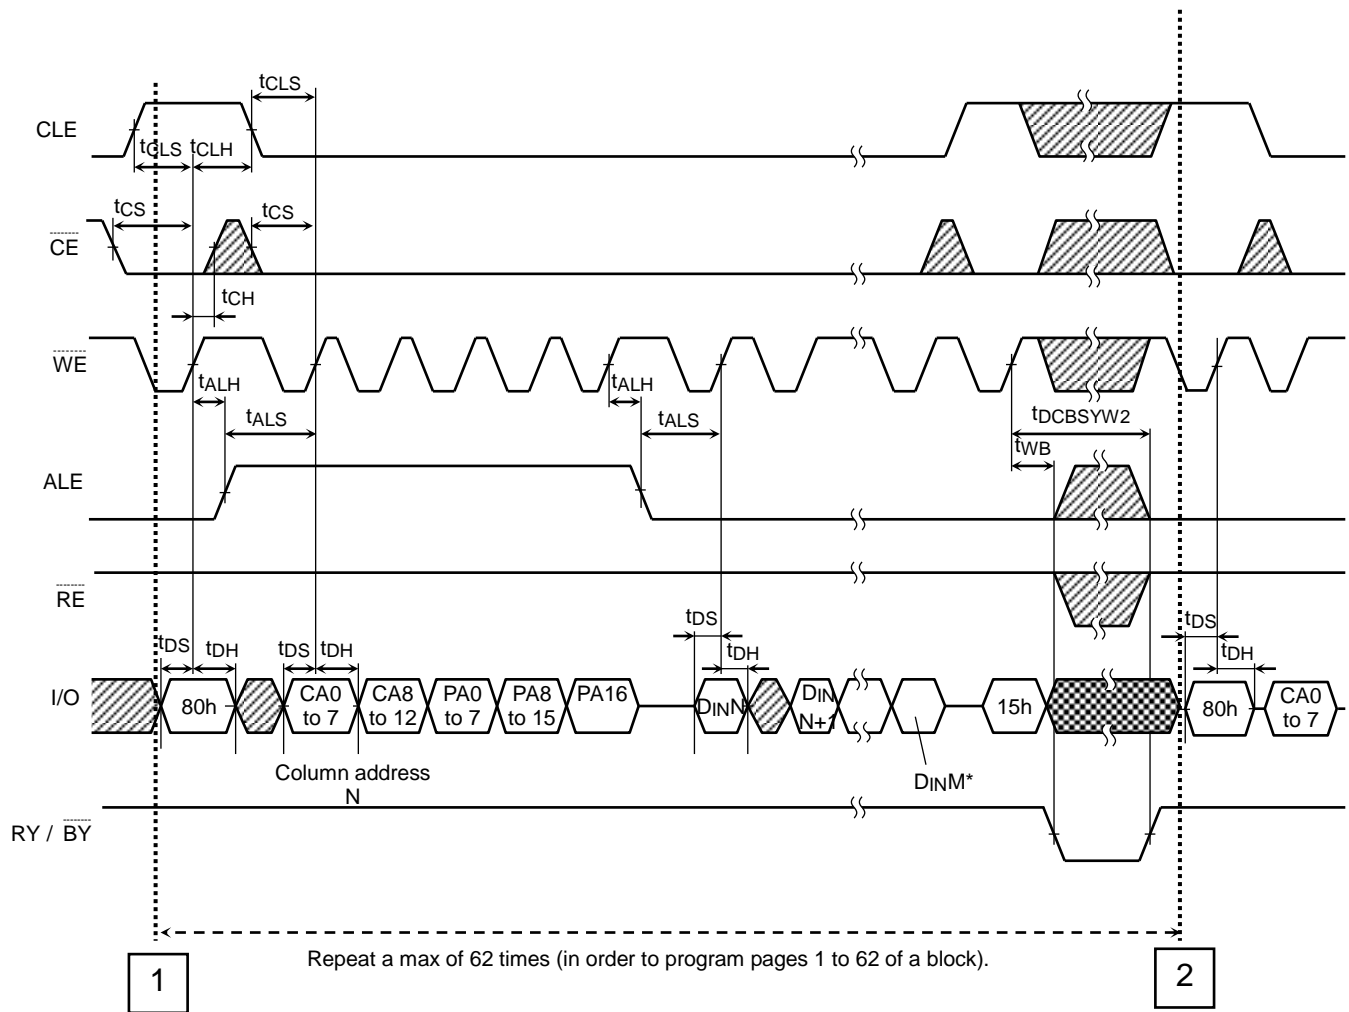 tCLS
CLE
tCLS tCLH
tCS tCS
CE
tCH
WE
tALH tALH
tALS tALS tDCBSYW2
tWB
ALE
RE
tDS tDH tDS tDH tDS tDH tDS tDH
I/O
80h
CA0 to 7
CA8 to 12
PA0 to 7
PA8 to 15
PA16
DINN
DIN N+1
15h
80h
CA0 to 7
Column address
N
DINM*
RY / BY
Repeat a max of 62 times (in order to program pages 1 to 62 of a block).
1
2